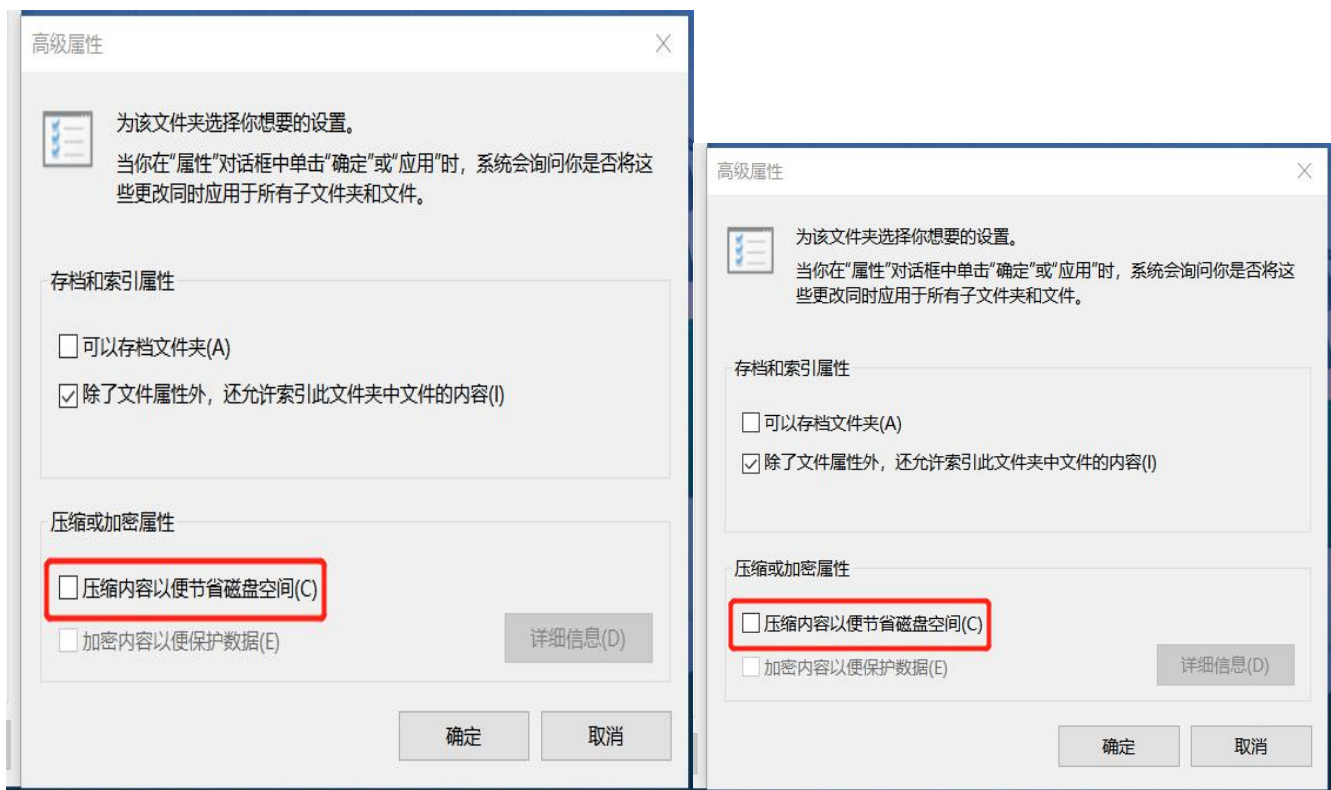 高级属性
为该文件夹选择你想要的设置。
当你在“属性”对话框中单击“确定”或“应用”时，系统会询问你是否将这
些更改同时应用于所有子文件夹和文件。
存档和索引属性
可以存档文件夹(A)
除了文件属性外，还允许索引此文件夹中文件的内容(I)
压缩或加密属性
压缩内容以便节省磁盘空间(C)
加密内容以便保护数据(E)
详细信息(D)
确定
取消
高级属性
为该文件夹选择你想要的设置。
当你在“属性”对话框中单击“确定”或“应用”时，系统会询问你是否将这
些更改同时应用于所有子文件夹和文件。
存档和索引属性
可以存档文件夹(A)
除了文件属性外，还允许索引此文件夹中文件的内容(I)
压缩或加密属性
压缩内容以便节省磁盘空间(C)
加密内容以便保护数据(E)
详细信息(D)
确定
取消